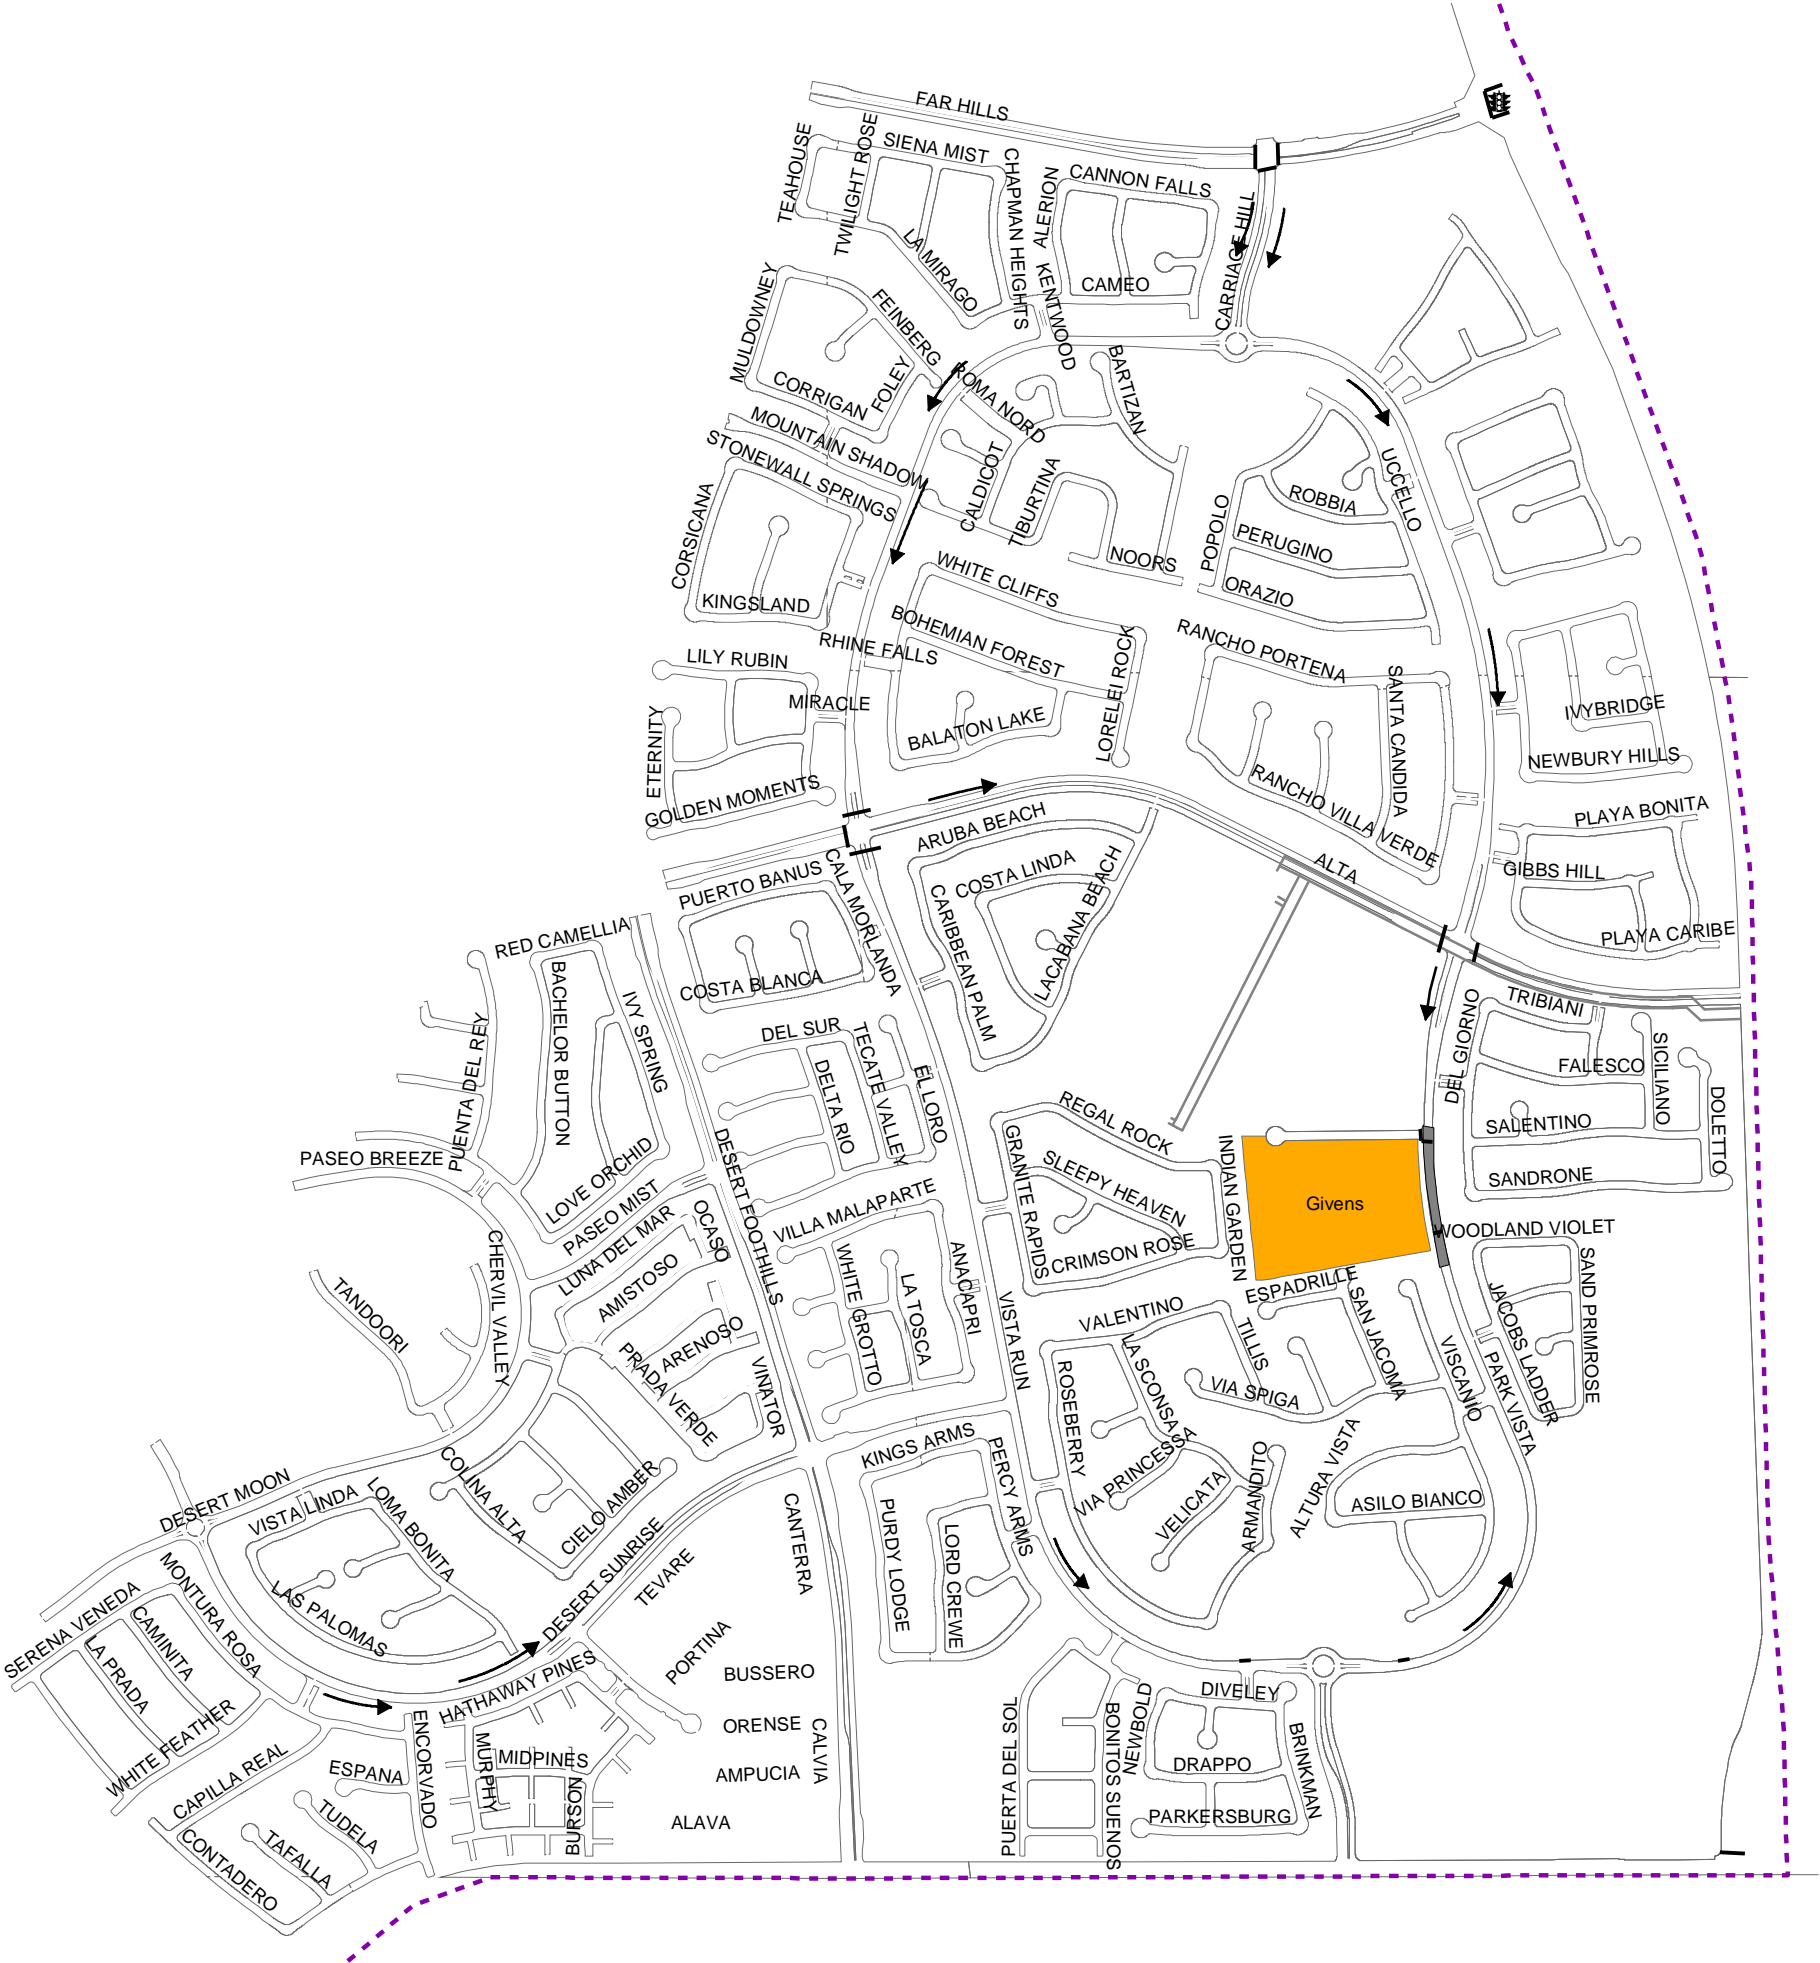 FAR HILLS
TEAHOUSE
TWILIGHT ROSE
SIENA MIST
CHAPMAN HEIGHTS
ALERION
CANNON FALLS
CARRIAGE HILL
LA MIRAGO
KENTWOOD
CAMEO
MULDOWNEY
FEINBERG
CORRIGAN
FOLEY
ROMA NORD
BARTIZAN
MOUNTAIN SHADOW
STONEWALL SPRINGS
CORSICANA
CALDICOT
TIBURTINA
UCCELLO
ROBBIA
POPOLO
PERUGINO
NOORS
ORAZIO
KINGSLAND
WHITE CLIFFS
BOHEMIAN FOREST
RHINE FALLS
LORELEI ROCK
RANCHO PORTENA
SANTA CANDIDA
LILY RUBIN
MIRACLE
ETERNITY
BALATON LAKE
IVYBRIDGE
NEWBURY HILLS
GOLDEN MOMENTS
RANCHO VILLA VERDE
PLAYA BONITA
ARUBA BEACH
ALTA
GIBBS HILL
PUERTO BANUS
CALA MORLANDA
COSTA LINDA
CARIBBEAN PALM
LACABANA BEACH
PLAYA CARIBE
RED CAMELLIA
BACHELOR BUTTON
IVY SPRING
COSTA BLANCA
DEL SUR
TECATE VALLEY
DELTA RIO
EL LORO
PUENTA DEL REY
TRIBIANI
DEL GIORNO
FALESCO
SICILIANO
DOLETTO
SALENTINO
SANDRONE
REGAL ROCK
GRANITE RAPIDS
SLEEPY HEAVEN
INDIAN GARDEN
CRIMSON ROSE
Givens
WOODLAND VIOLET
ESPADRILLE
PASEO BREEZE
LOVE ORCHID
PASEO MIST
LUNA DEL MAR
OCASO
DESERT FOOTHILLS
VILLA MALAPARTE
WHITE GROTTO
LA TOSCA
ANACAPRI
CHERVIL VALLEY
TANDOORI
AMISTOSO
ARENOSO
PRADA VERDE
VINATOR
VISTA RUN
VALENTINO
TILLIS
SAN JACOMA
JACOBS LADDER
SAND PRIMROSE
LA SCONSA
ROSEBERRY
VIA SPIGA
VISCANIO
PARK VISTA
VIA PRINCESSA
VELICATA
ARMANDITO
ALTURA VISTA
ASILO BIANCO
KINGS ARMS
PERCY ARMS
PURDY LODGE
LORD CREWE
DESERT MOON
VISTA LINDA
LOMA BONITA
COLINA ALTA
CIELO AMBER
DESERT SUNRISE
TEVARE
CANTERRA
LAS PALOMAS
MONTURA ROSA
SERENA VENEDA
CAMINITA
LA PRADA
WHITE FEATHER
HATHAWAY PINES
PORTINA
BUSSERO
ORENSE
CALVIA
AMPUCIA
ALAVA
ENCORVADO
MURPHY
MIDPINES
BURSON
CAPILLA REAL
ESPANA
TUDELA
TAFALLA
CONTADERO
PUERTA DEL SOL
BONITOS SUENOS
NEWBOLD
DIVELEY
BRINKMAN
DRAPPO
PARKERSBURG